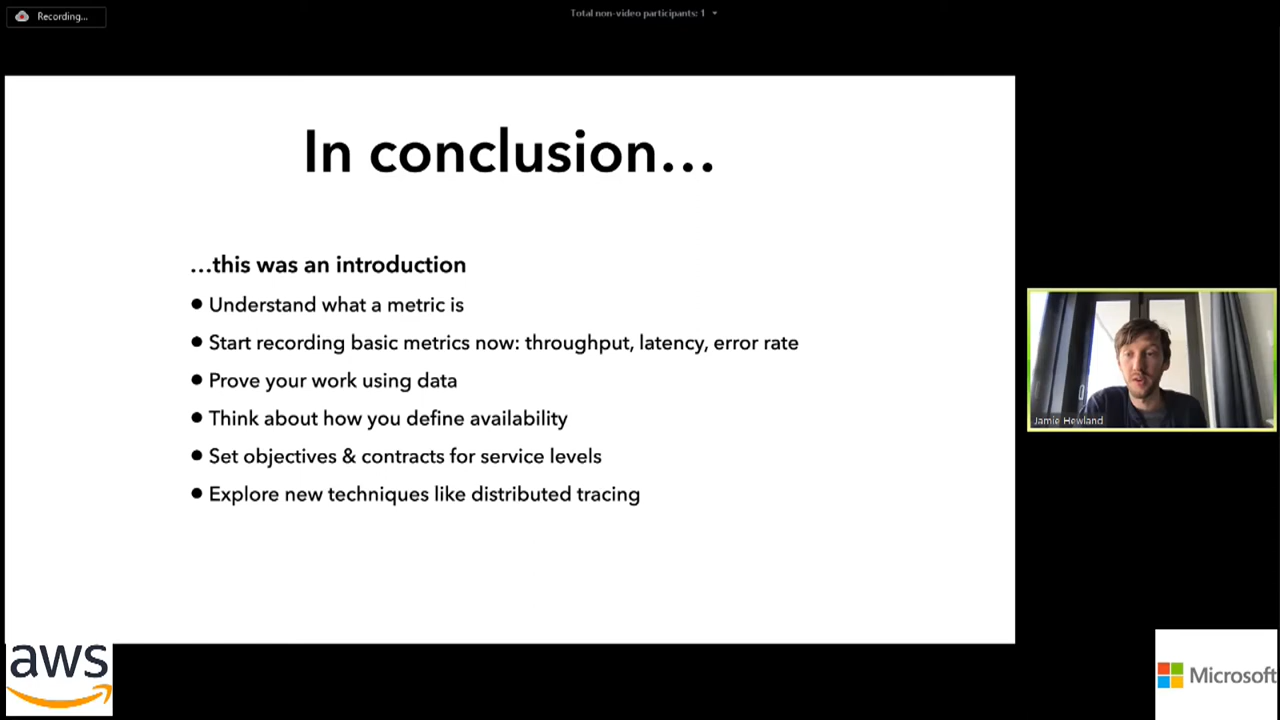 Recording...
Total non-video participants: 1
In conclusion...
...this was an introduction
● Understand what a metric is
● Start recording basic metrics now: throughput, latency, error rate
● Prove your work using data
● Think about how you define availability
● Set objectives & contracts for service levels
● Explore new techniques like distributed tracing
Jamie Hewland
aws
Microsoft